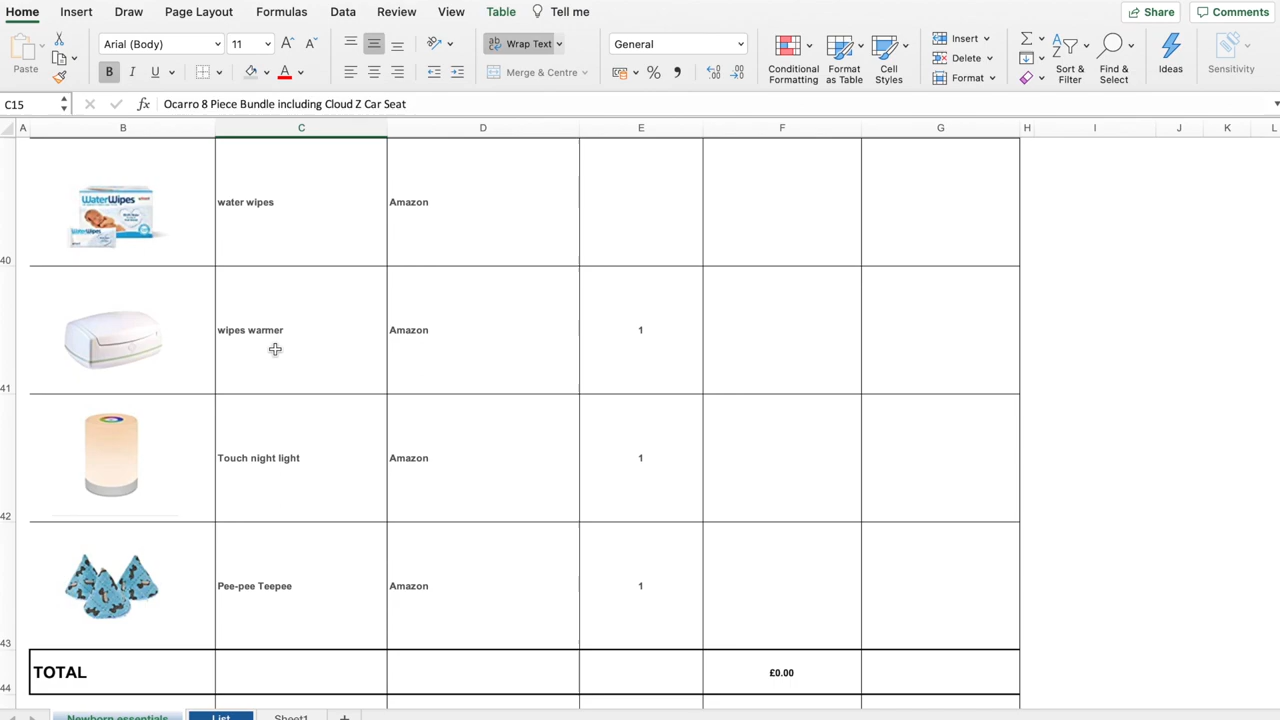 Home Insert Draw Page Layout Formulas Data Review View Table Tell me Share Comments
Paste Arial (Body) 11 A A Wrap Text General Insert Delete Format
B I U A Merge & Centre % Conditional Formatting Format as Table Cell Styles Sort & Filter Find & Select Ideas Sensitivity
C15 fx Ocarro 8 Piece Bundle including Cloud Z Car Seat
A B C D E F G H I J K L
WaterWipes
water wipes Amazon
40
wipes warmer Amazon 1
41
Touch night light Amazon 1
42
Pee-pee Teepee Amazon 1
43
TOTAL £0.00
44
Newborn essentials List Sheet1 +